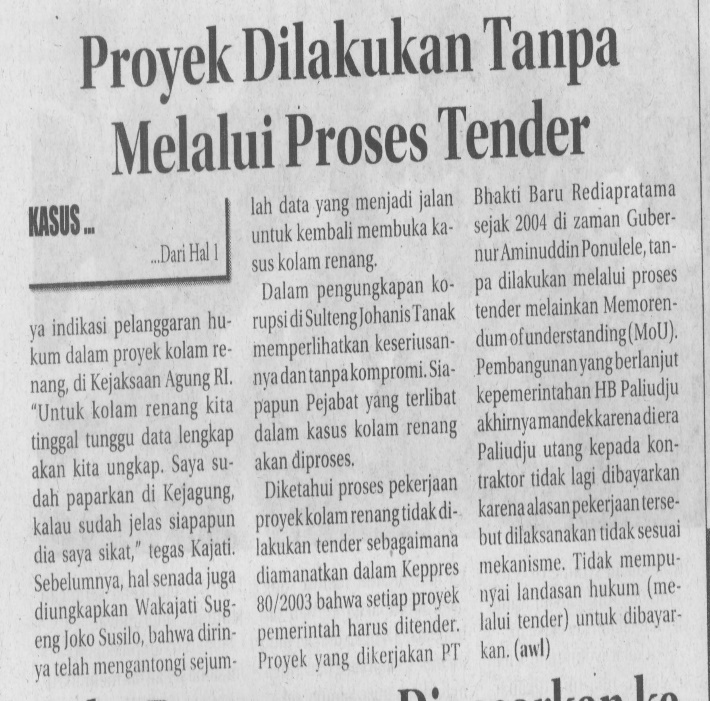 Proyek Dilakukan Tanpa
Melalui Proses Tender
KASUS ...
...Dari Hal 1
ya indikasi pelanggaran hu-
kum dalam proyek kolam re-
nang, di Kejaksaan Agung RI.
“Untuk kolam renang kita
tinggal tunggu data lengkap
akan kita ungkap. Saya su-
dah paparkan di Kejagung,
kalau sudah jelas siapapun
dia saya sikat,” tegas Kajati.
Sebelumnya, hal senada juga
diungkapkan Wakajati Sug-
eng Joko Susilo, bahwa dirin-
ya telah mengantongi sejum-
lah data yang menjadi jalan
untuk kembali membuka ka-
sus kolam renang.
Dalam pengungkapan ko-
rupsi di Sulteng Johanis Tanak
memperlihatkan keseriusan-
nya dan tanpa kompromi. Sia-
papun Pejabat yang terlibat
dalam kasus kolam renang
akan diproses.
Diketahui proses pekerjaan
proyek kolam renang tidak di-
lakukan tender sebagaimana
diamanatkan dalam Keppres
80/2003 bahwa setiap proyek
pemerintah harus ditender.
Proyek yang dikerjakan PT
Bhakti Baru Rediapratama
sejak 2004 di zaman Guber-
nur Aminuddin Ponulele, tan-
pa dilakukan melalui proses
tender melainkan Memoren-
dum of understanding (MoU).
Pembangunan yang berlanjut
kepemerintahan HB Paliudju
akhirnya mandek karena di era
Paliudju utang kepada kon-
traktor tidak lagi dibayarkan
karena alasan pekerjaan terse-
but dilaksanakan tidak sesuai
mekanisme. Tidak mempu-
nyai landasan hukum (me-
lalui tender) untuk dibayar-
kan. (awl)